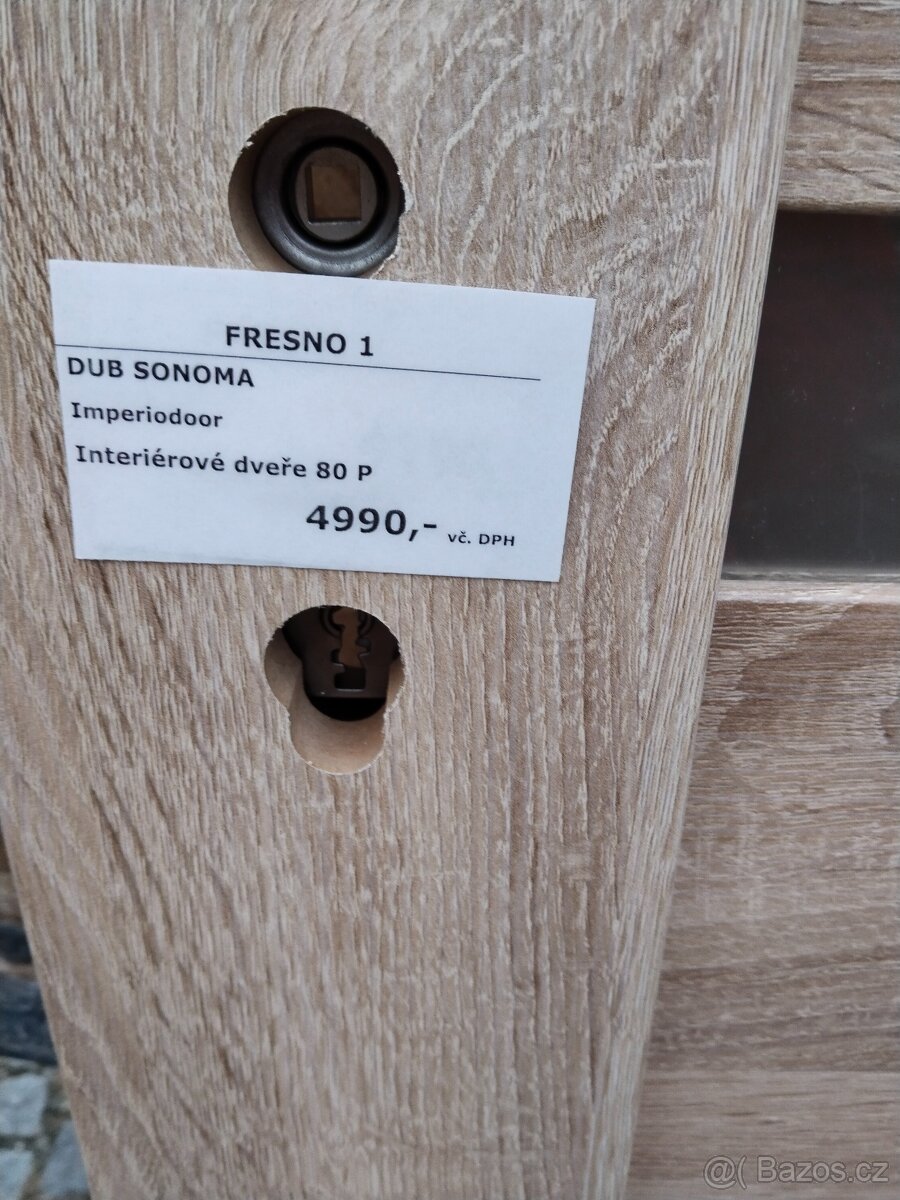 FRESNO 1
DUB SONOMA
Imperiodoor
Interiérové dveře 80 P
4990,- vč. DPH
@( Bazos.cz